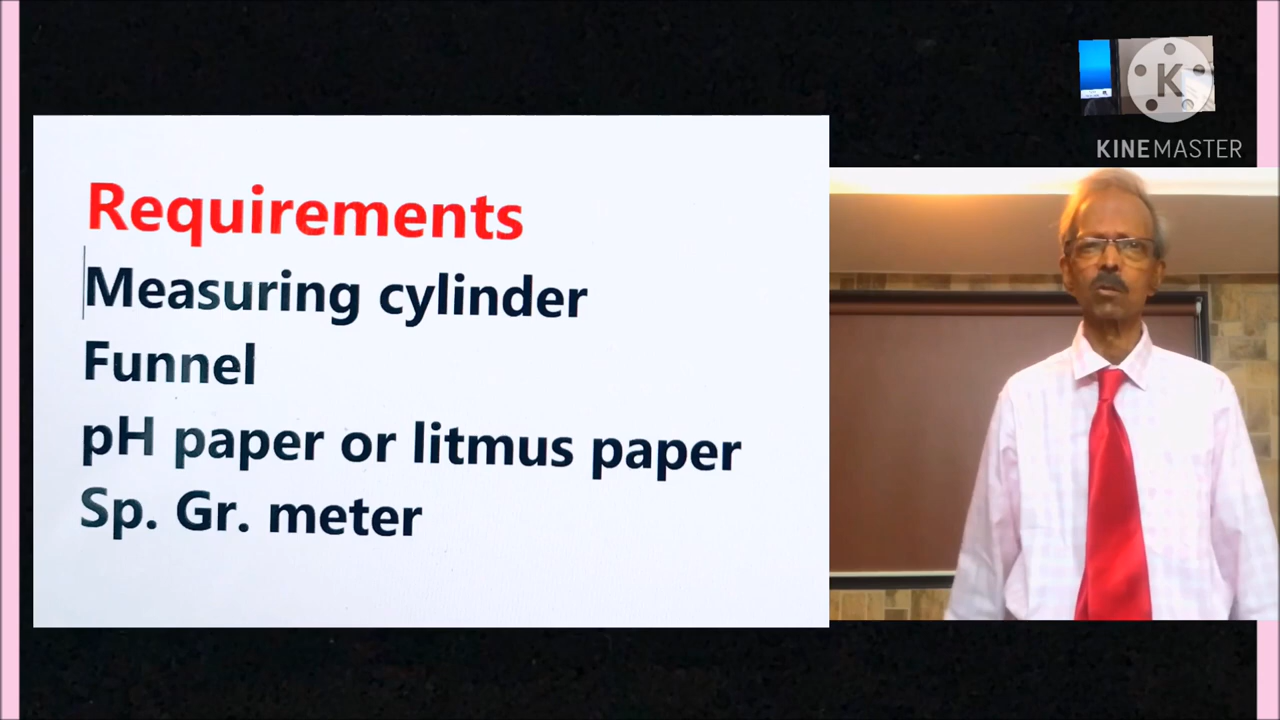 Requirements
Measuring cylinder
Funnel
pH paper or litmus paper
Sp. Gr. meter
K
KINEMASTER